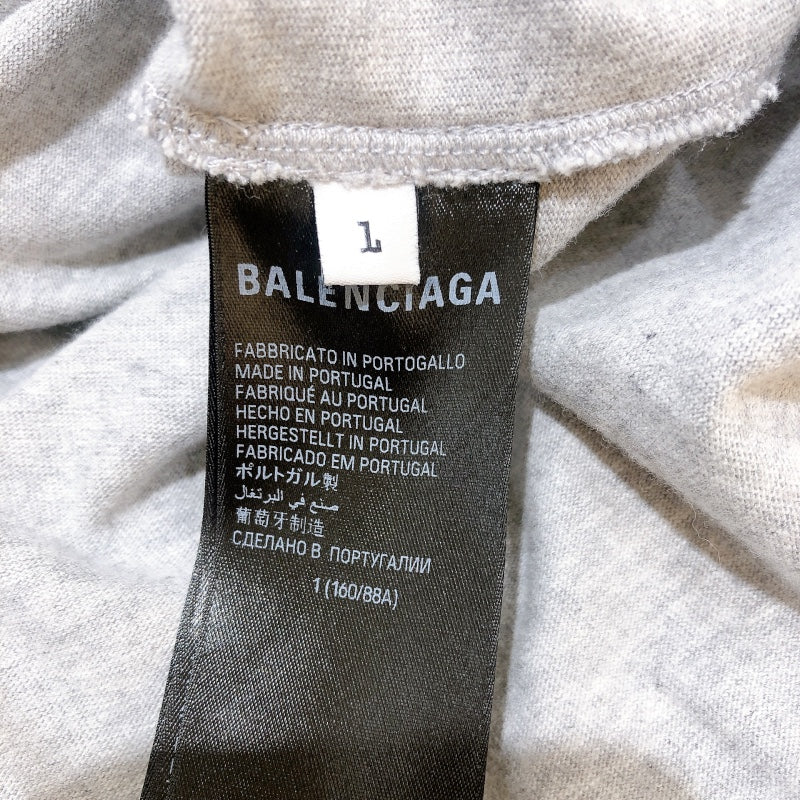 L
BALENCIAGA
FABBRICATO IN PORTOGALLO
MADE IN PORTUGAL
FABRIQUÉ AU PORTUGAL
HECHO EN PORTUGAL
HERGESTELLT IN PORTUGAL
FABRICADO EM PORTUGAL
ポルトガル製
صنع في البرتغال
葡萄牙制造
СДЕЛАНО В ПОРТУГАЛИИ
1 (160/88A)